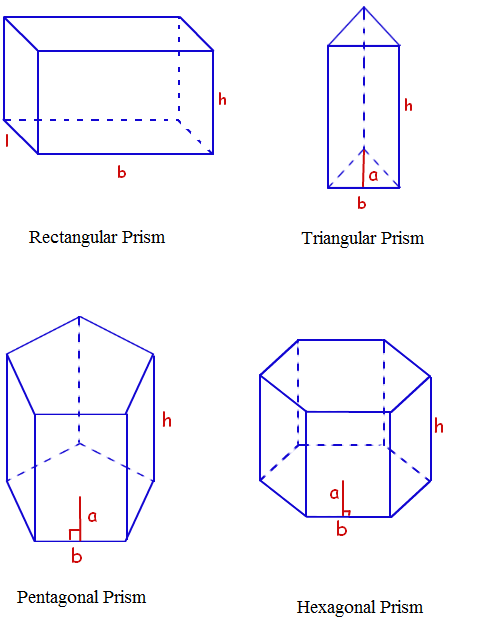 h
l
b
Rectangular Prism
h
a
b
Triangular Prism
h
a
b
Pentagonal Prism
h
a
b
Hexagonal Prism